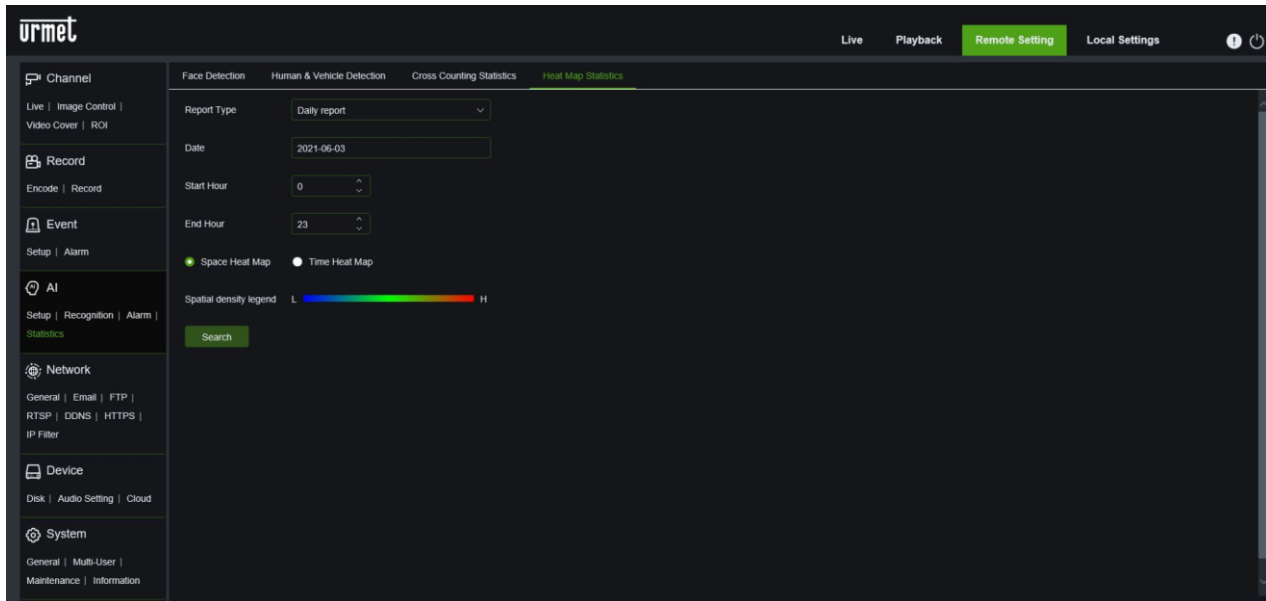 urmet
Live Playback Remote Setting Local Settings
Channel
Live | Image Control |
Video Cover | ROI
Record
Encode | Record
Event
Setup | Alarm
AI
Setup | Recognition | Alarm |
Statistics
Network
General | Email | FTP |
RTSP | DDNS | HTTPS |
IP Filter
Device
Disk | Audio Setting | Cloud
System
General | Multi-User |
Maintenance | Information
Face Detection Human & Vehicle Detection Cross Counting Statistics Heat Map Statistics
Report Type Daily report
Date 2021-06-03
Start Hour 0
End Hour 23
Space Heat Map Time Heat Map
Spatial density legend L H
Search